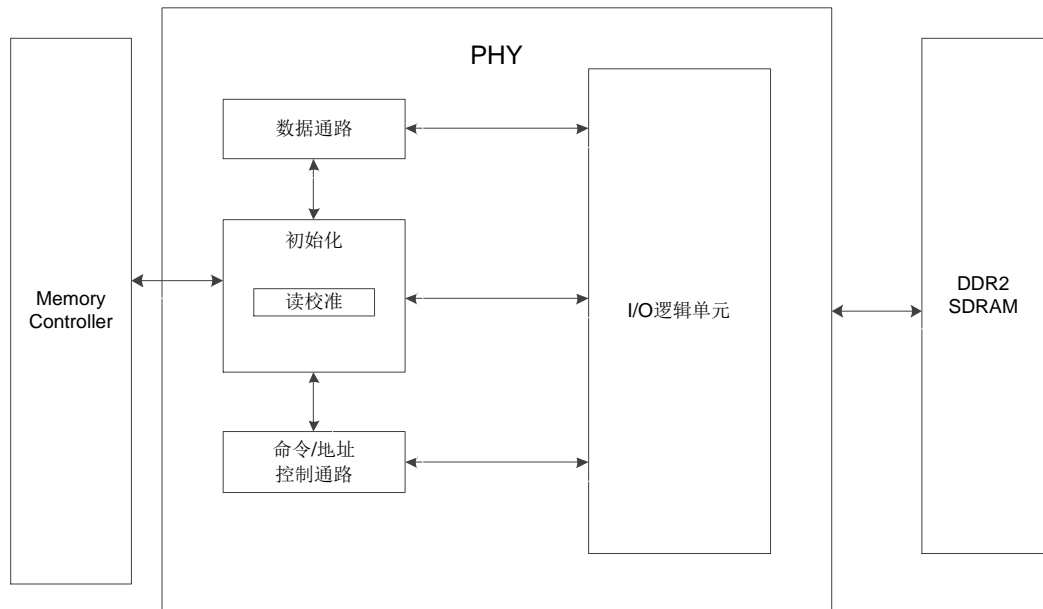 PHY
数据通路
初始化
读校准
命令/地址
控制通路
Memory
Controller
I/O逻辑单元
DDR2
SDRAM